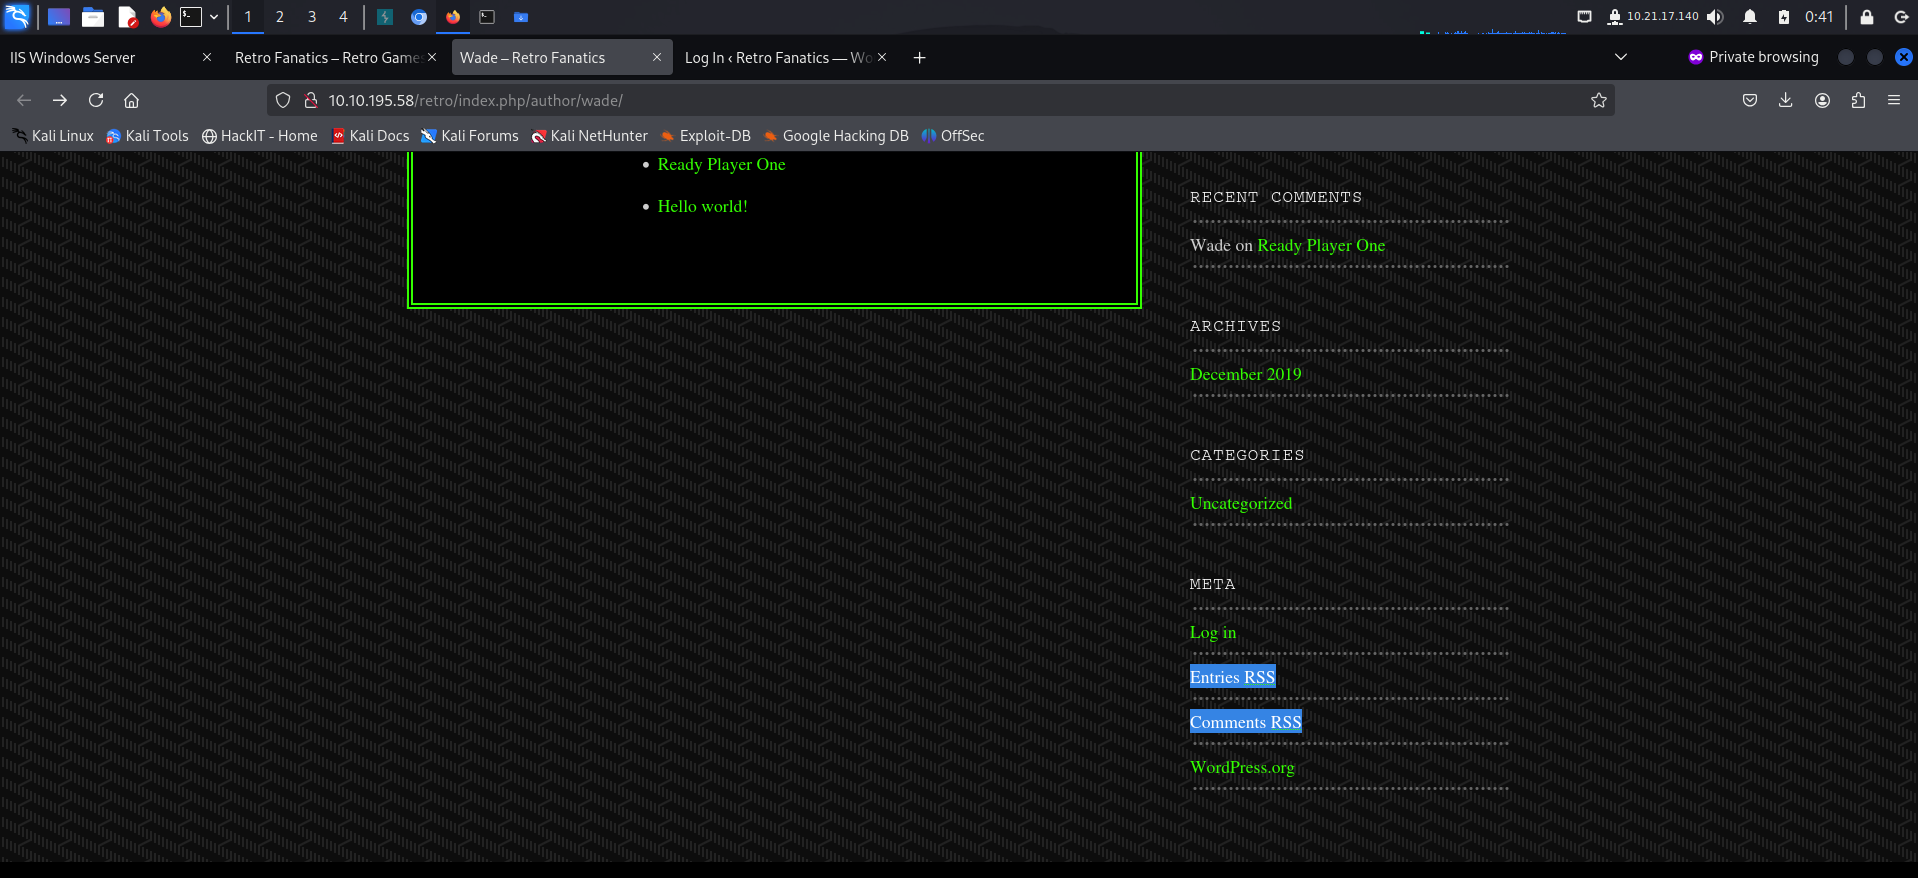 1 2 3 4 10.21.17.140 0:41
IIS Windows Server Retro Fanatics – Retro Games Wade – Retro Fanatics Log In ‹ Retro Fanatics — Wo Private browsing
10.10.195.58/retro/index.php/author/wade/
Kali Linux Kali Tools HackIT - Home Kali Docs Kali Forums Kali NetHunter Exploit-DB Google Hacking DB OffSec
Ready Player One
Hello world!
RECENT COMMENTS
Wade on Ready Player One
ARCHIVES
December 2019
CATEGORIES
Uncategorized
META
Log in
Entries RSS
Comments RSS
WordPress.org